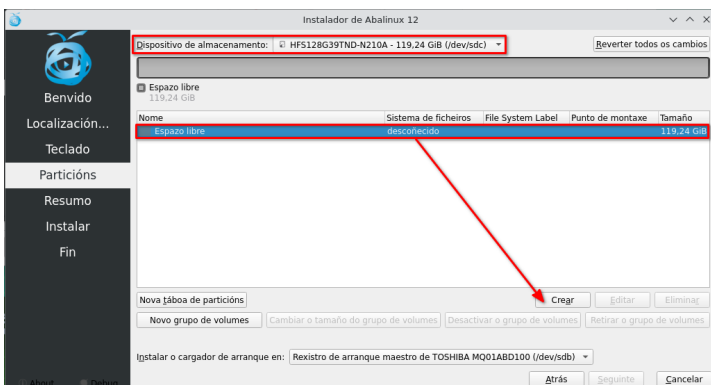 Instalador de Abalinux 12
Benvido
Localización...
Teclado
Particións
Resumo
Instalar
Fin
About
Debug
Dispositivo de almacenamento: HFS128G39TND-N210A - 119,24 GiB (/dev/sdc)
Reverter todos os cambios
Espazo libre
119.24 GiB
Nome Sistema de ficheiros File System Label Punto de montaxe Tamaño
Espazo libre descoñecido 119.24 GiB
Nova táboa de particións Crear Editar Eliminar
Novo grupo de volumes Cambiar o tamaño do grupo de volumes Desactivar o grupo de volumes Retirar o grupo de volumes
Instalar o cargador de arranque en: Rexistro de arranque maestro de TOSHIBA MQ01ABD100 (/dev/sdb)
Atrás Seguinte Cancelar